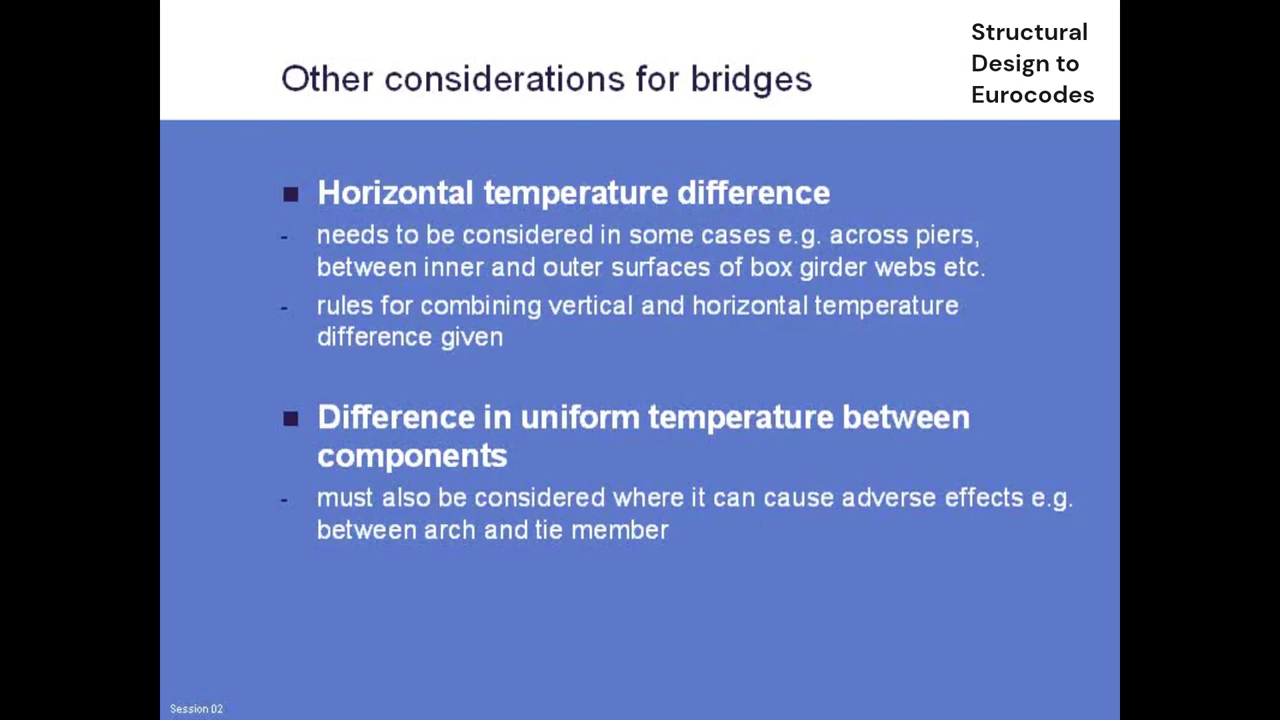 Other considerations for bridges
Structural
Design to
Eurocodes
■ Horizontal temperature difference
- needs to be considered in some cases e.g. across piers,
between inner and outer surfaces of box girder webs etc.
- rules for combining vertical and horizontal temperature
difference given
■ Difference in uniform temperature between
components
- must also be considered where it can cause adverse effects e.g.
between arch and tie member
Session 02